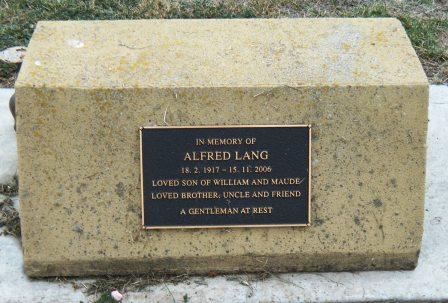 IN MEMORY OF
ALFRED LANG
18. 2. 1917 - 15. 11. 2006
LOVED SON OF WILLIAM AND MAUDE
LOVED BROTHER, UNCLE AND FRIEND
A GENTLEMAN AT REST